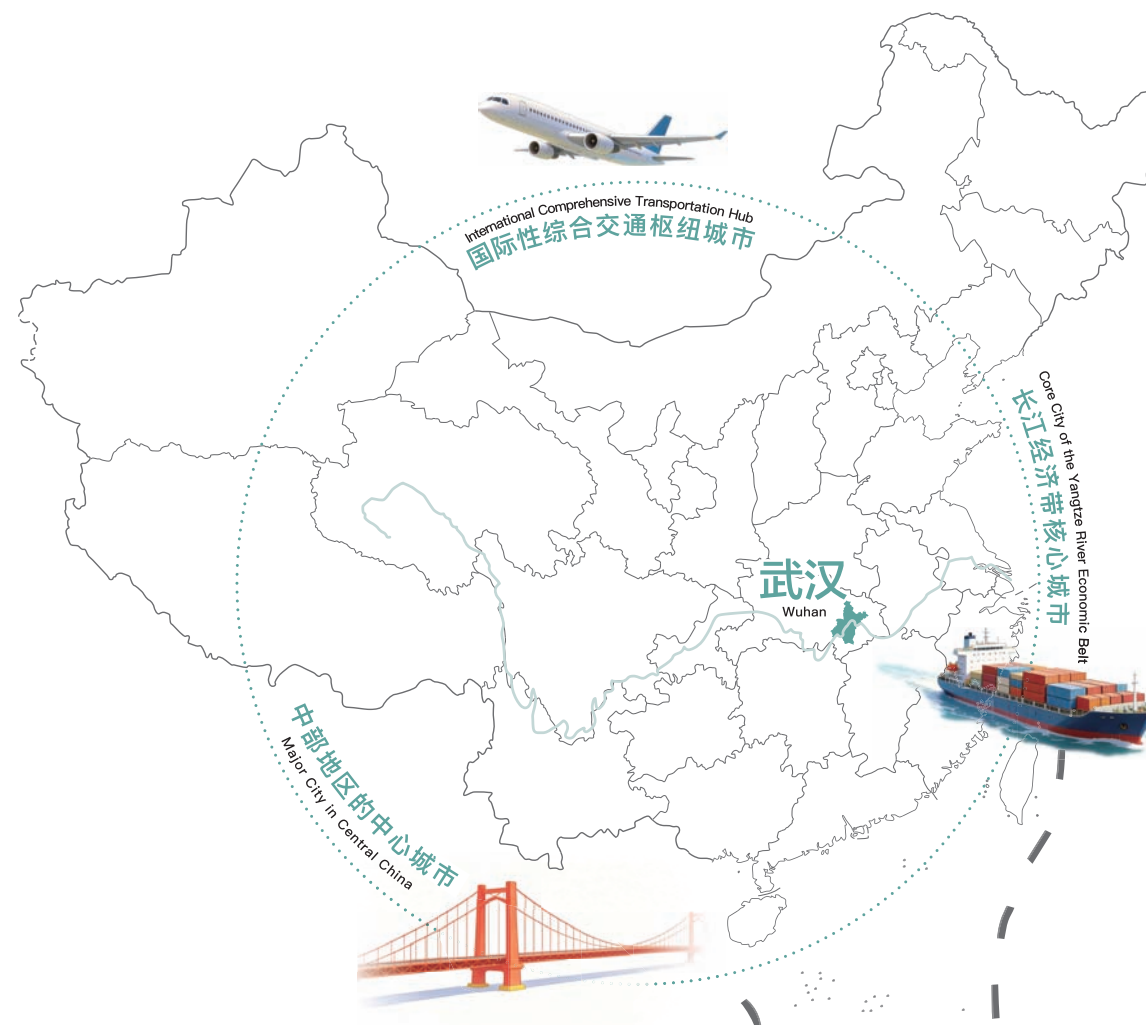 International Comprehensive Transportation Hub
国际性综合交通枢纽城市
Core City of the Yangtze River Economic Belt
长江经济带核心城市
武汉
Wuhan
中部地区的中心城市
Major City in Central China